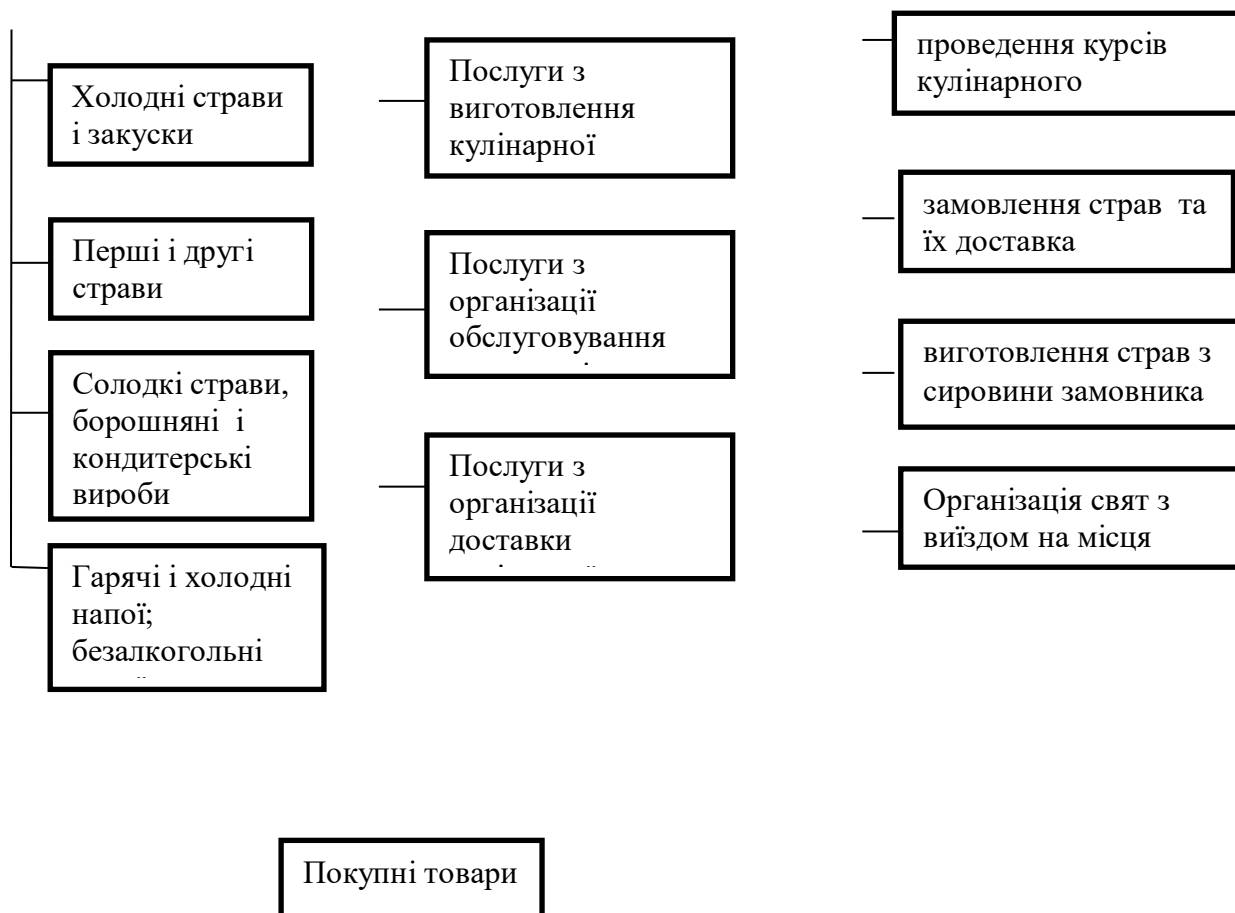 Холодні страви
і закуски
Перші і другі
страви
Солодкі страви,
борошняні і
кондитерські
вироби
Гарячі і холодні
напої;
безалкогольні
Послуги з
виготовлення
кулінарної
Послуги з
організації
обслуговування
Послуги з
організації
доставки
проведення курсів
кулінарного
замовлення страв та
їх доставка
виготовлення страв з
сировини замовника
Організація свят з
виїздом на місця
Покупні товари